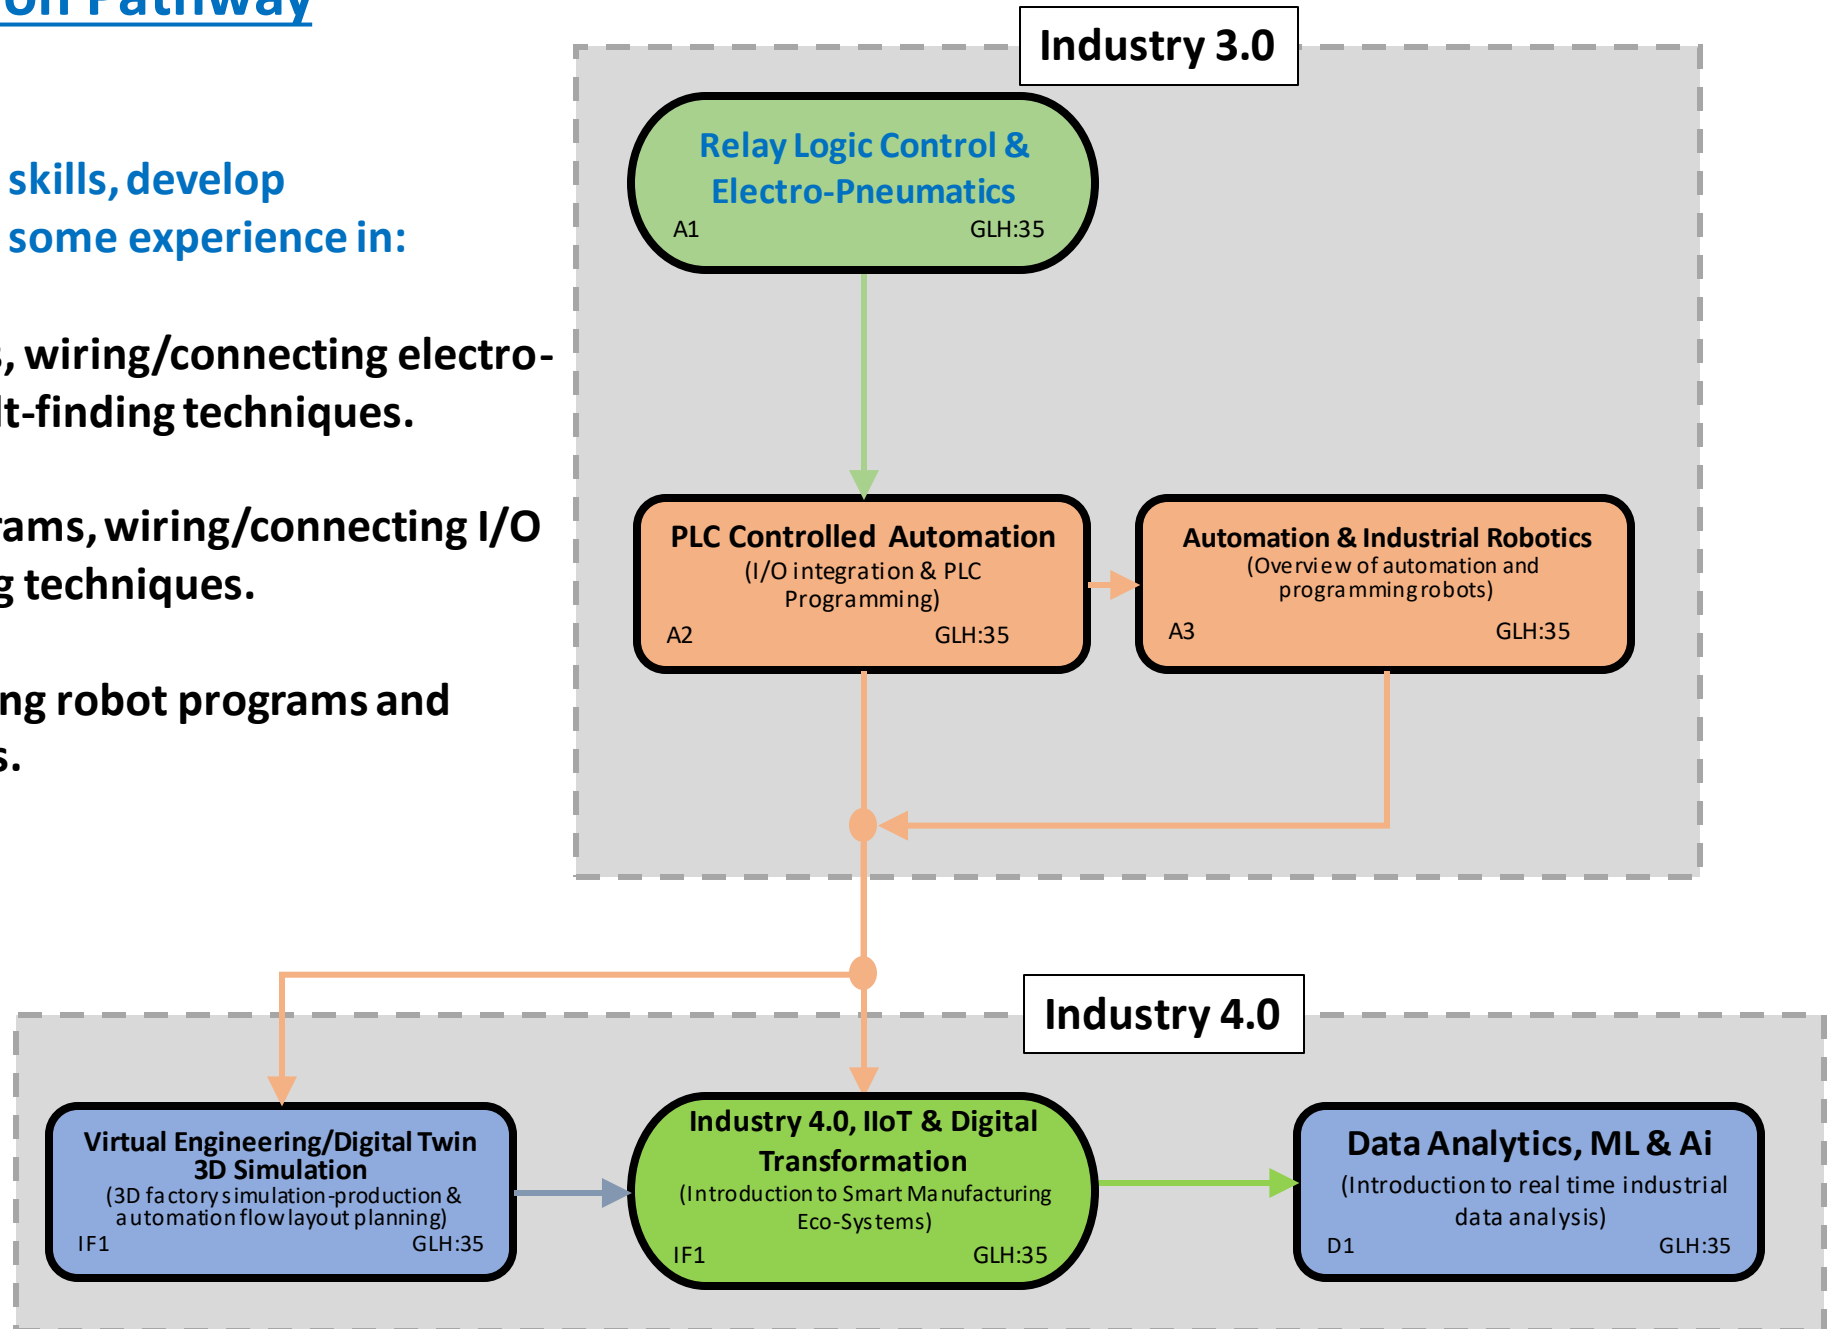 on Pathway
skills, develop
some experience in:
s, wiring/connecting electro-
lt-finding techniques.
rams, wiring/connecting I/O
g techniques.
ng robot programs and
s.
Industry 3.0
Relay Logic Control &
Electro-Pneumatics
A1 GLH:35
PLC Controlled Automation
(I/O integration & PLC
Programming)
A2 GLH:35
Automation & Industrial Robotics
(Overview of automation and
programming robots)
A3 GLH:35
Industry 4.0
Virtual Engineering/Digital Twin
3D Simulation
(3D factory simulation-production &
automation flow layout planning)
IF1 GLH:35
Industry 4.0, IIoT & Digital
Transformation
(Introduction to Smart Manufacturing
Eco-Systems)
IF1 GLH:35
Data Analytics, ML & Ai
(Introduction to real time industrial
data analysis)
D1 GLH:35